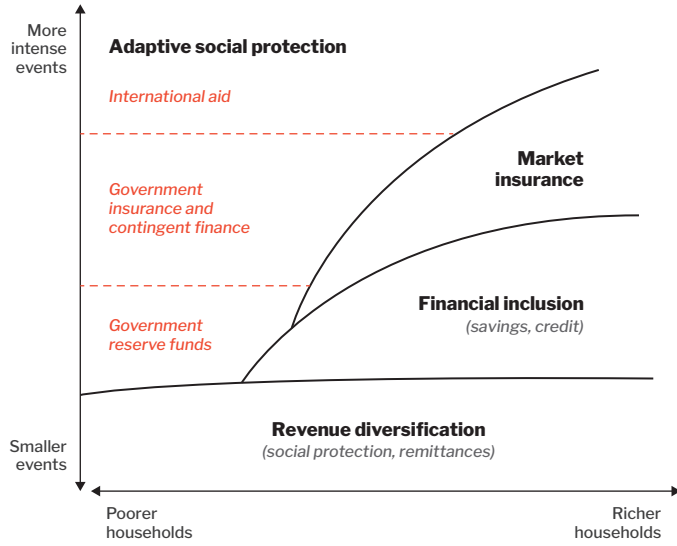 More
intense
events
Adaptive social protection
International aid
Market
insurance
Government
insurance and
contingent finance
Financial inclusion
(savings, credit)
Government
reserve funds
Revenue diversification
(social protection, remittances)
Smaller
events
Poorer
households
Richer
households